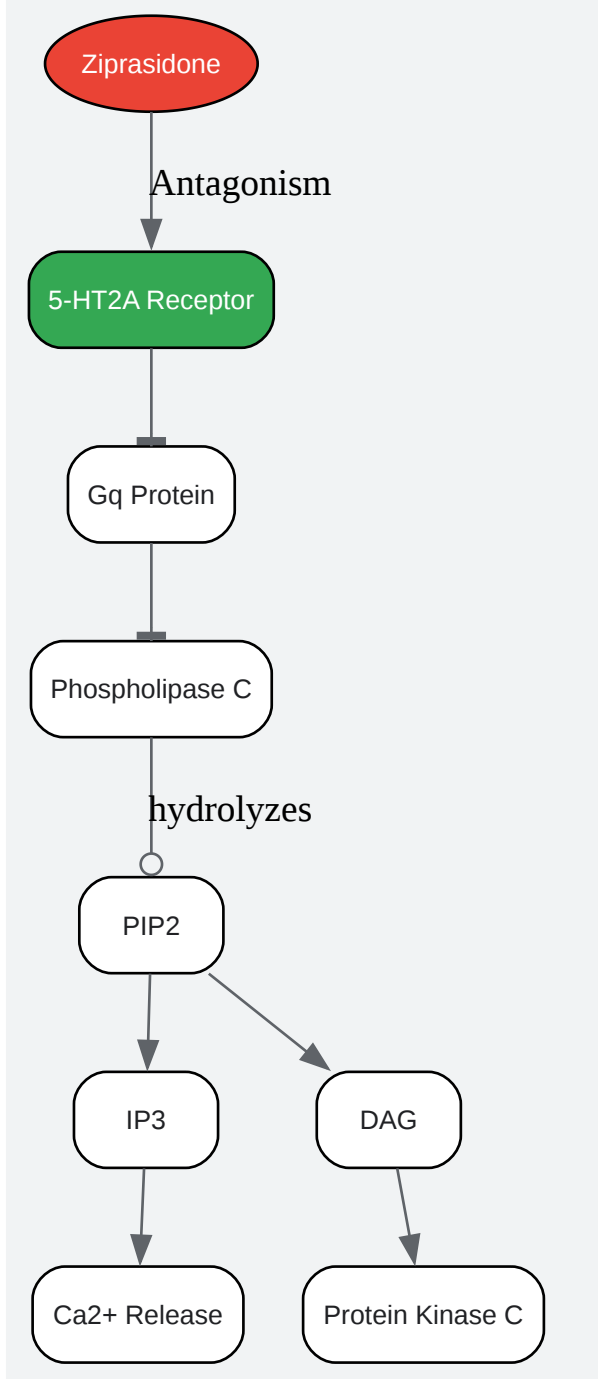 Ziprasidone
Antagonism
5-HT2A Receptor
Gq Protein
Phospholipase C
hydrolyzes
PIP2
IP3
DAG
Ca2+ Release
Protein Kinase C